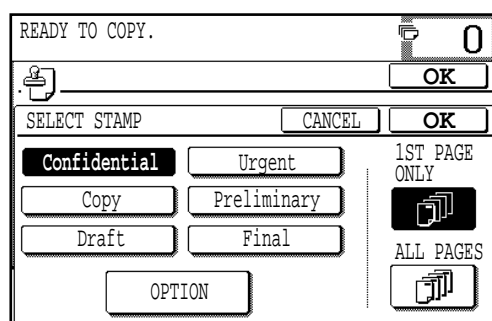 READY TO COPY.
0
OK
SELECT STAMP
CANCEL
OK
Confidential
Urgent
1ST PAGE
ONLY
Copy
Preliminary
Draft
Final
ALL PAGES
OPTION